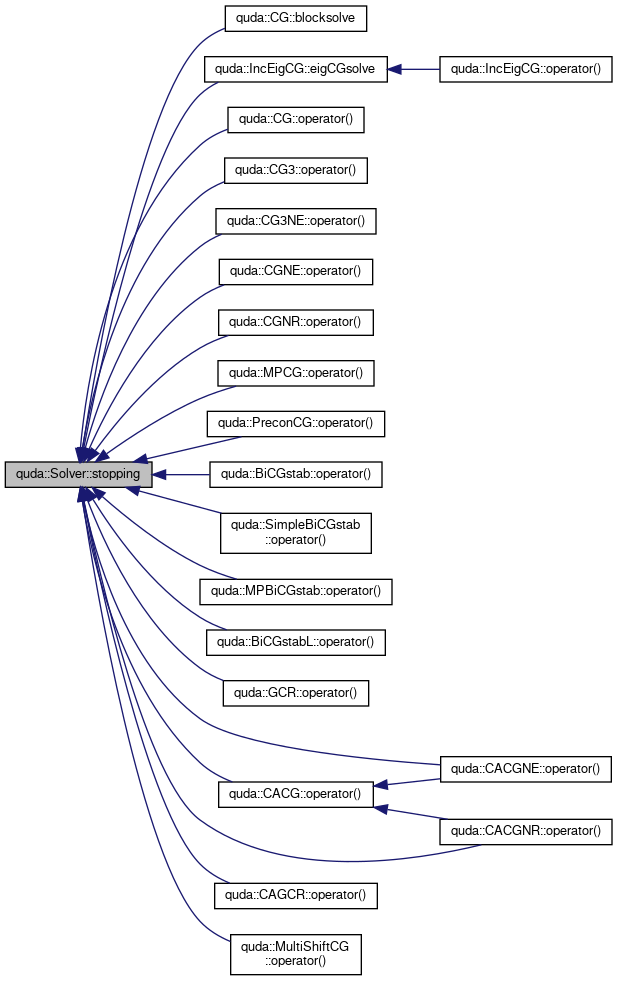 quda::CG::blocksolve
quda::IncEigCG::eigCGsolve
quda::IncEigCG::operator()
quda::CG::operator()
quda::CG3::operator()
quda::CG3NE::operator()
quda::CGNE::operator()
quda::CGNR::operator()
quda::MPCG::operator()
quda::PreconCG::operator()
quda::Solver::stopping
quda::BiCGstab::operator()
quda::SimpleBiCGstab
::operator()
quda::MPBiCGstab::operator()
quda::BiCGstabL::operator()
quda::GCR::operator()
quda::CACGNE::operator()
quda::CACG::operator()
quda::CACGNR::operator()
quda::CAGCR::operator()
quda::MultiShiftCG
::operator()